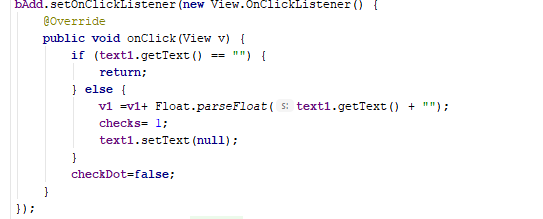 bAdd.setOnClickListener(new View.OnClickListener() {
@Override
public void onClick(View v) {
if (text1.getText() == "") {
return;
} else {
v1 =v1+ Float.parseFloat( s: text1.getText() + "");
checks= 1;
text1.setText(null);
}
checkDot=false;
}
});